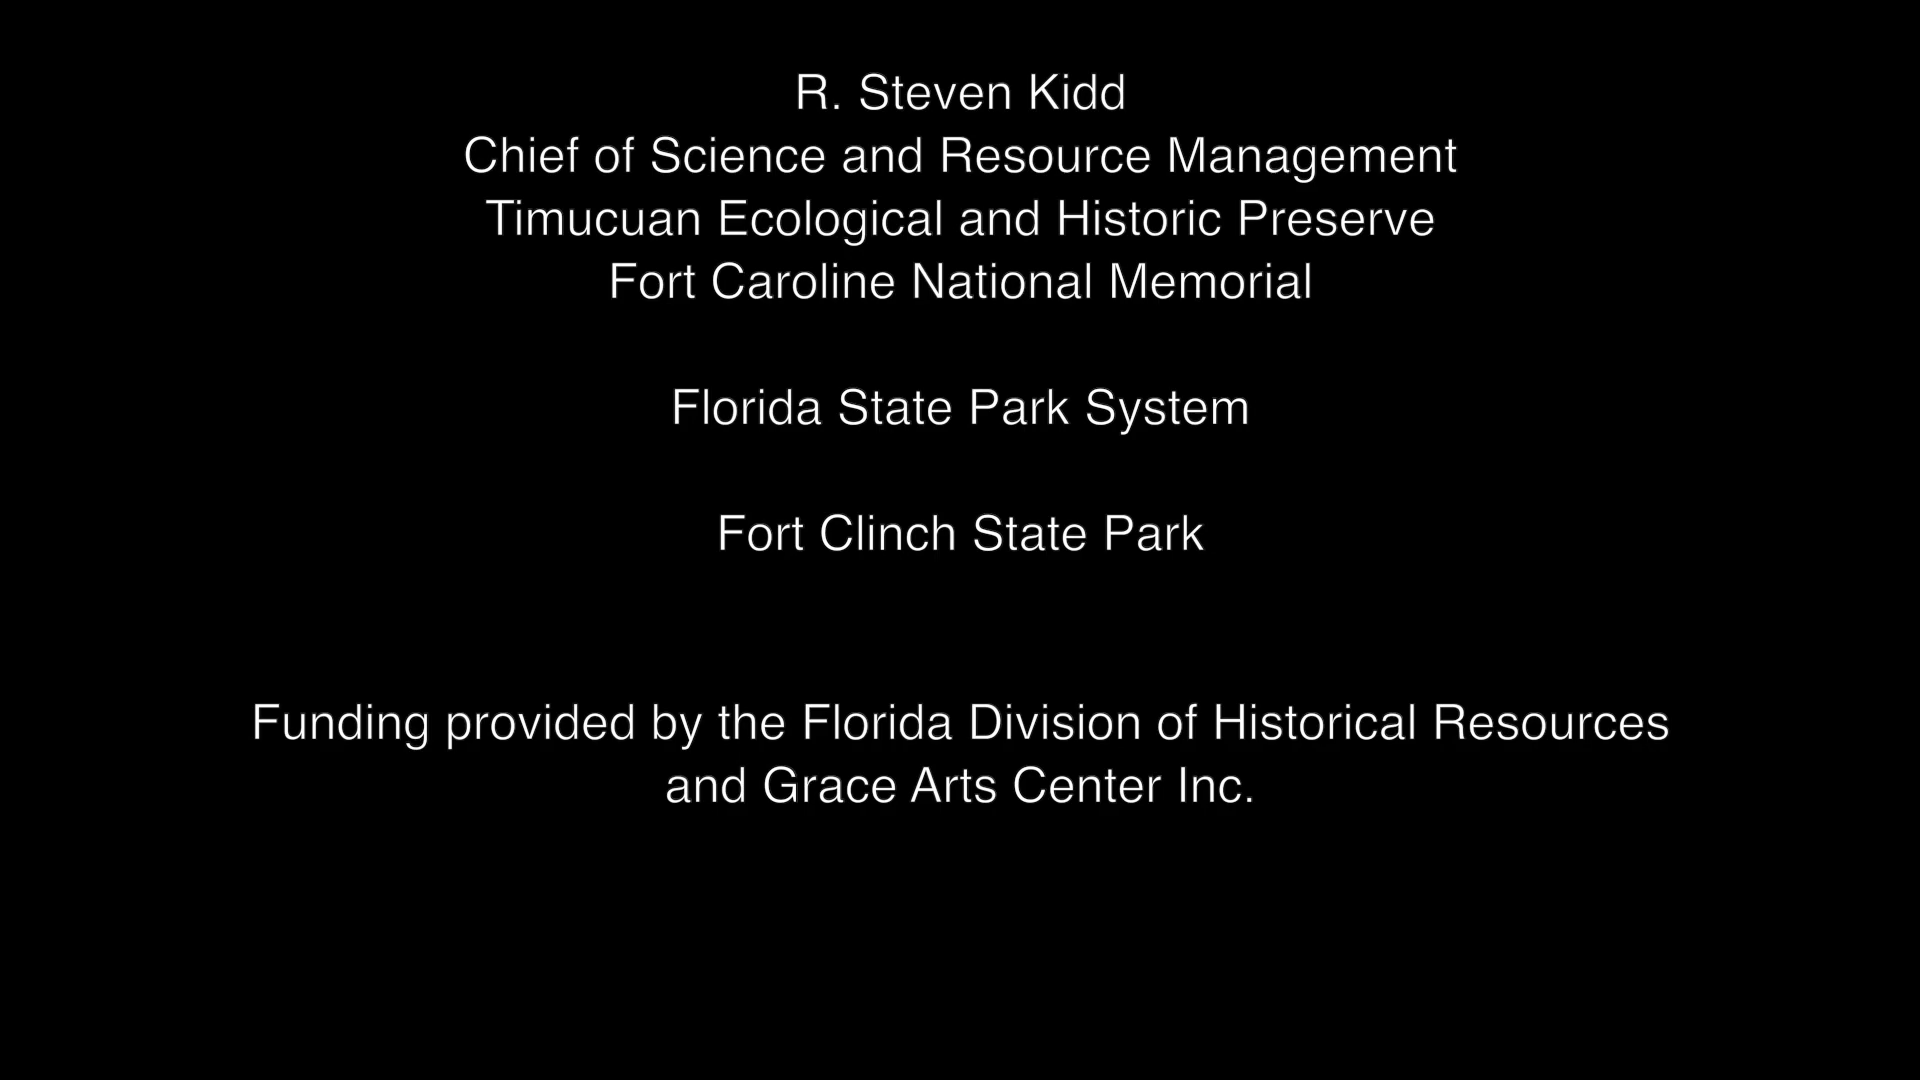 R. Steven Kidd
Chief of Science and Resource Management
Timucuan Ecological and Historic Preserve
Fort Caroline National Memorial
Florida State Park System
Fort Clinch State Park
Funding provided by the Florida Division of Historical Resources
and Grace Arts Center Inc.